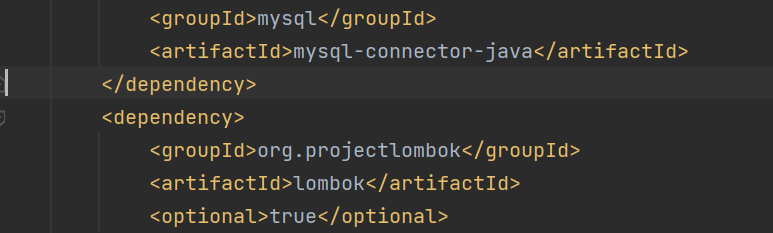 <groupId>mysql</groupId>
<artifactId>mysql-connector-java</artifactId>
</dependency>
<dependency>
<groupId>org.projectlombok</groupId>
<artifactId>lombok</artifactId>
<optional>true</optional>